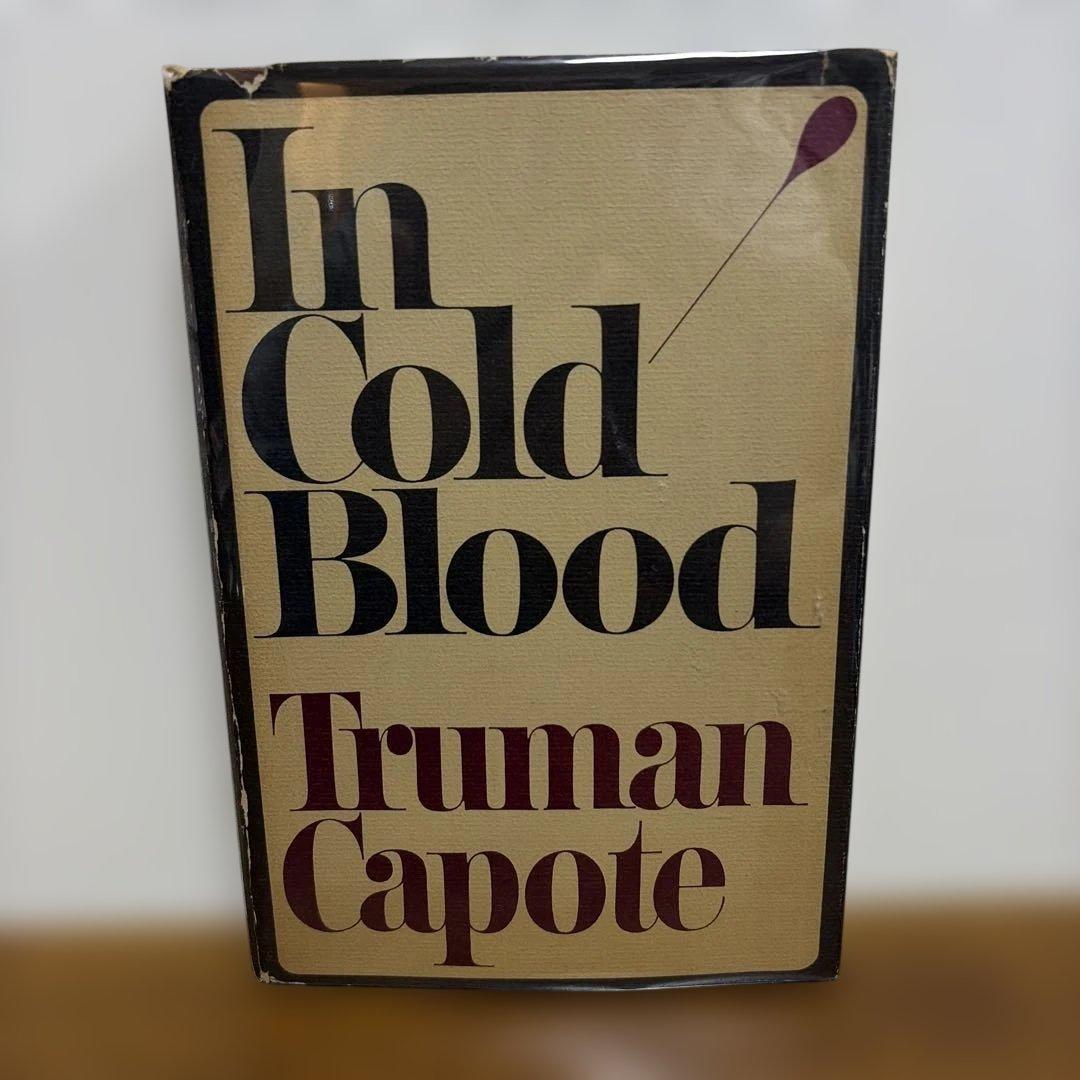 In
Cold
Blood
Truman
Capote